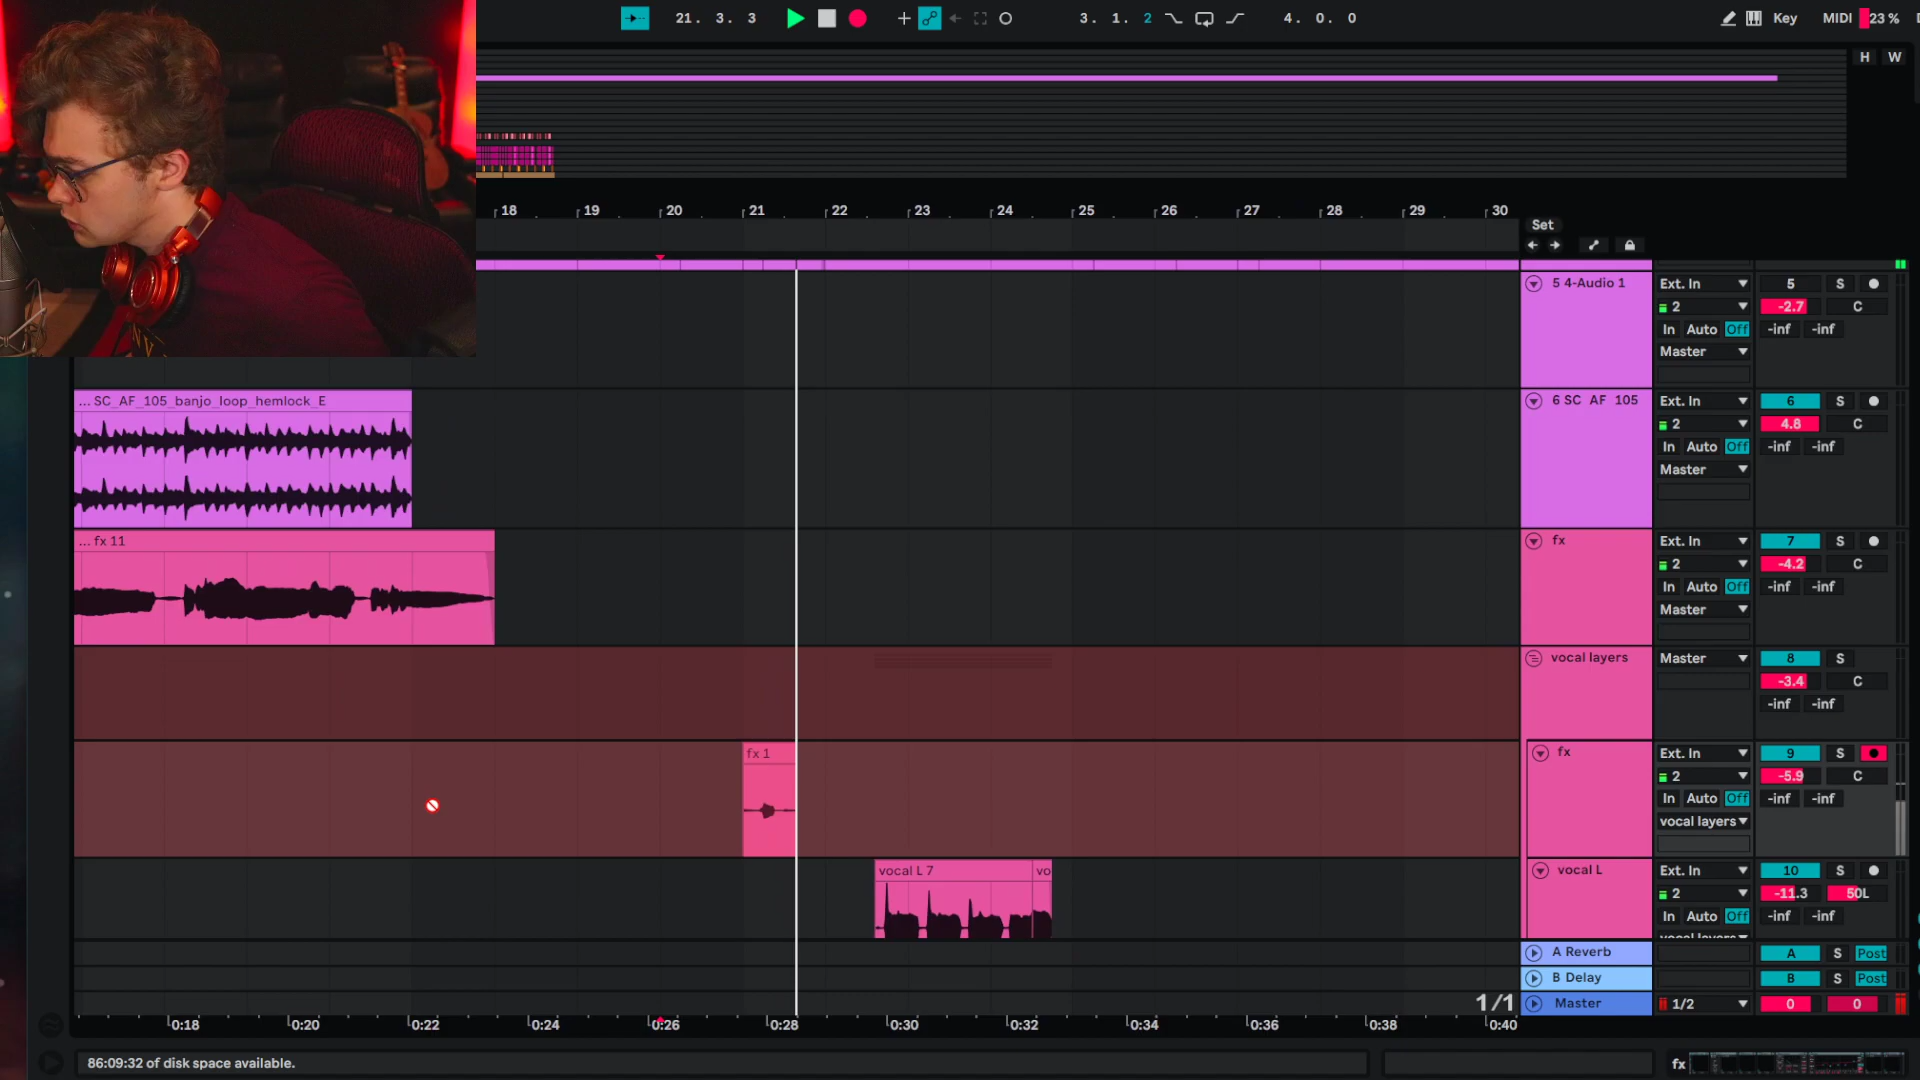 21. 3. 3
3. 1. 2
4. 0. 0
Key
MIDI
23 %
H W
18 19 20 21 22 23 24 25 26 27 28 29 30
Set
5 4-Audio 1
Ext. In
5 S
2
-2.7 C
In Auto Off
-inf -inf
Master
... SC_AF_105_banjo_loop_hemlock_E
6 SC AF 105
Ext. In
6 S
2
4.8 C
In Auto Off
-inf -inf
Master
... fx 11
fx
Ext. In
7 S
2
-4.2 C
In Auto Off
-inf -inf
Master
vocal layers
Master
8 S
-3.4 C
-inf -inf
fx 1
fx
Ext. In
9 S
2
-5.9 C
In Auto Off
-inf -inf
vocal layers
vocal L 7
vo
vocal L
Ext. In
10 S
2
-11.3 50L
In Auto Off
-inf -inf
vocal layers
A Reverb
A S Post
B Delay
B S Post
1/1
Master
1/2
0 0
0:18 0:20 0:22 0:24 0:26 0:28 0:30 0:32 0:34 0:36 0:38 0:40
86:09:32 of disk space available.
fx